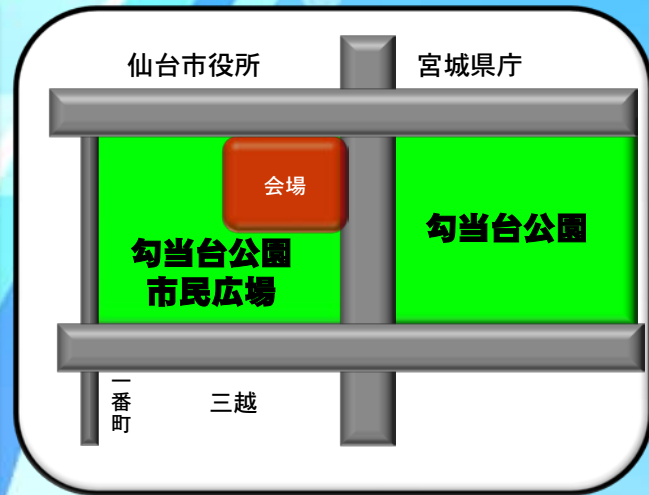 仙台市役所
宮城県庁
会場
勾当台公園
市民広場
勾当台公園
一番町
三越